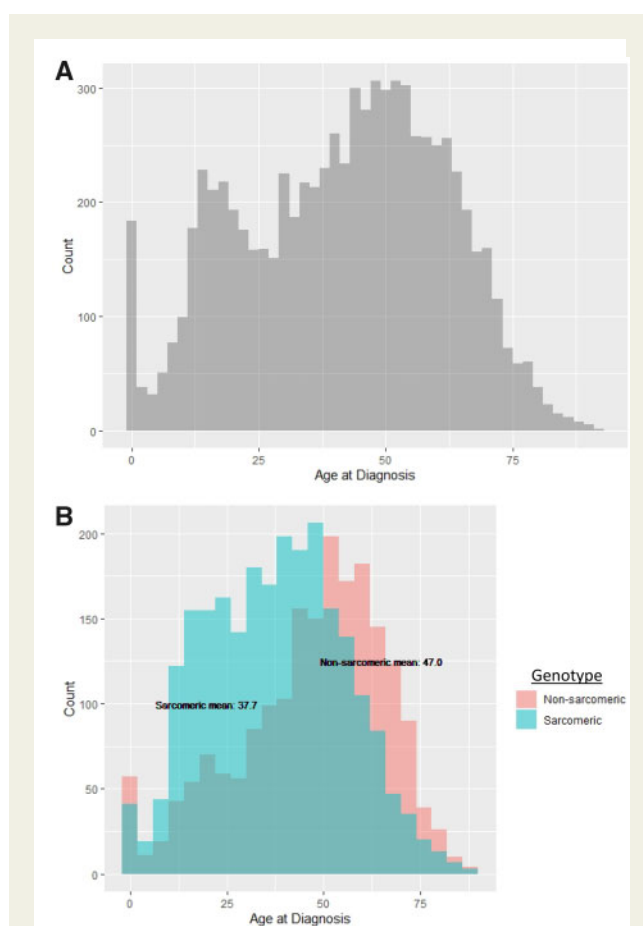 A
300
200
100
0
Count
0 25 50 75
Age at Diagnosis
B
200
150
100
50
0
Count
Non-sarcomeric mean: 47.0
Sarcomeric mean: 37.7
0 25 50 75
Age at Diagnosis
Genotype
Non-sarcomeric
Sarcomeric